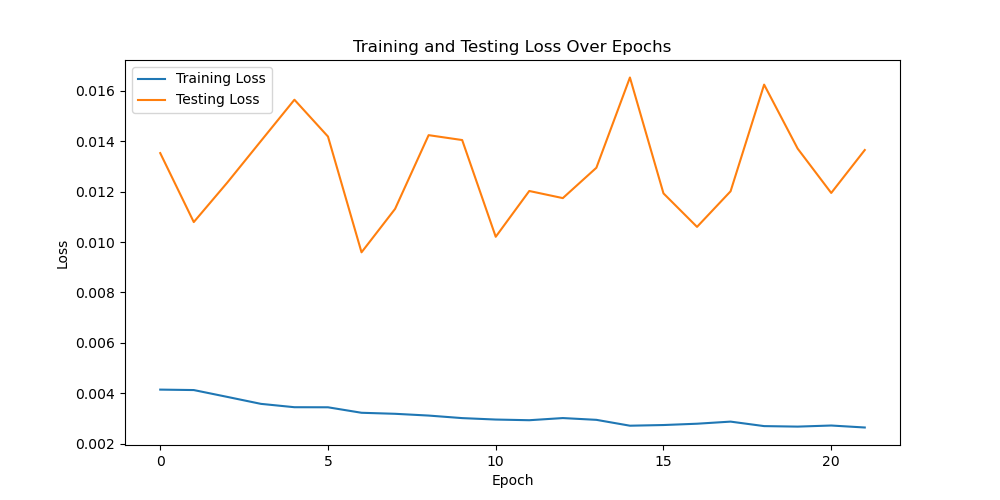 Training and Testing Loss Over Epochs
Training Loss
Testing Loss
0.016
0.014
0.012
0.010
0.008
0.006
0.004
0.002
Loss
0 5 10 15 20
Epoch